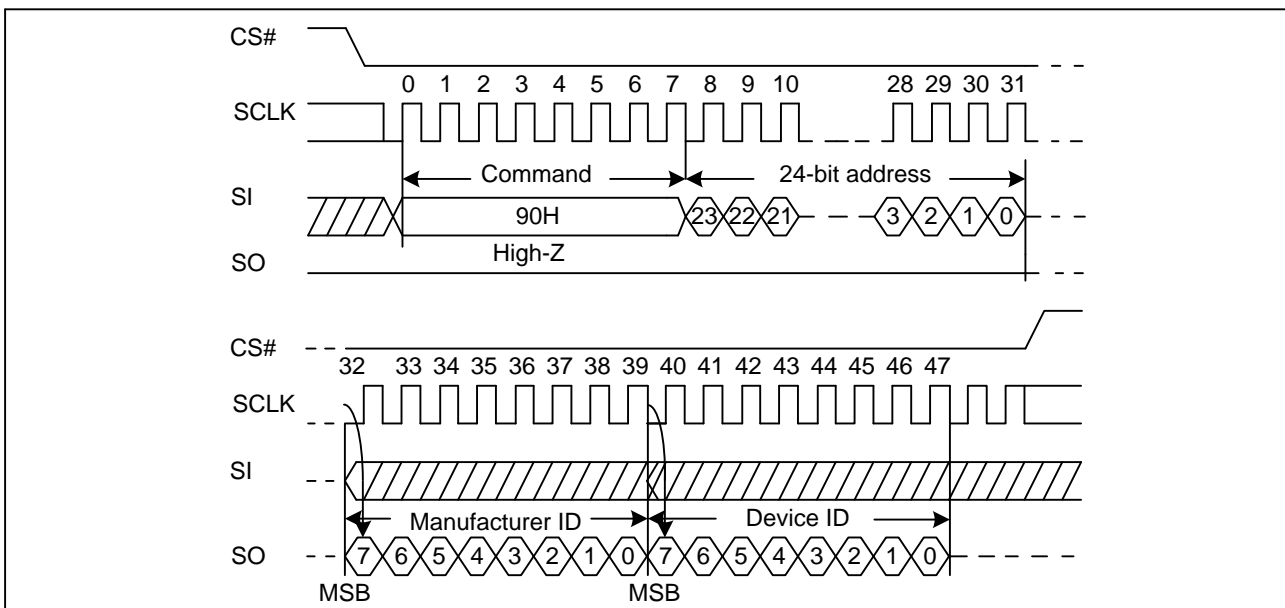 CS#
0 1 2 3 4 5 6 7 8 9 10 28 29 30 31
SCLK
Command 24-bit address
SI
90H 23 22 21 3 2 1 0
High-Z
SO
CS#
32 33 34 35 36 37 38 39 40 41 42 43 44 45 46 47
SCLK
SI
Manufacturer ID Device ID
SO 7 6 5 4 3 2 1 0 7 6 5 4 3 2 1 0
MSB MSB